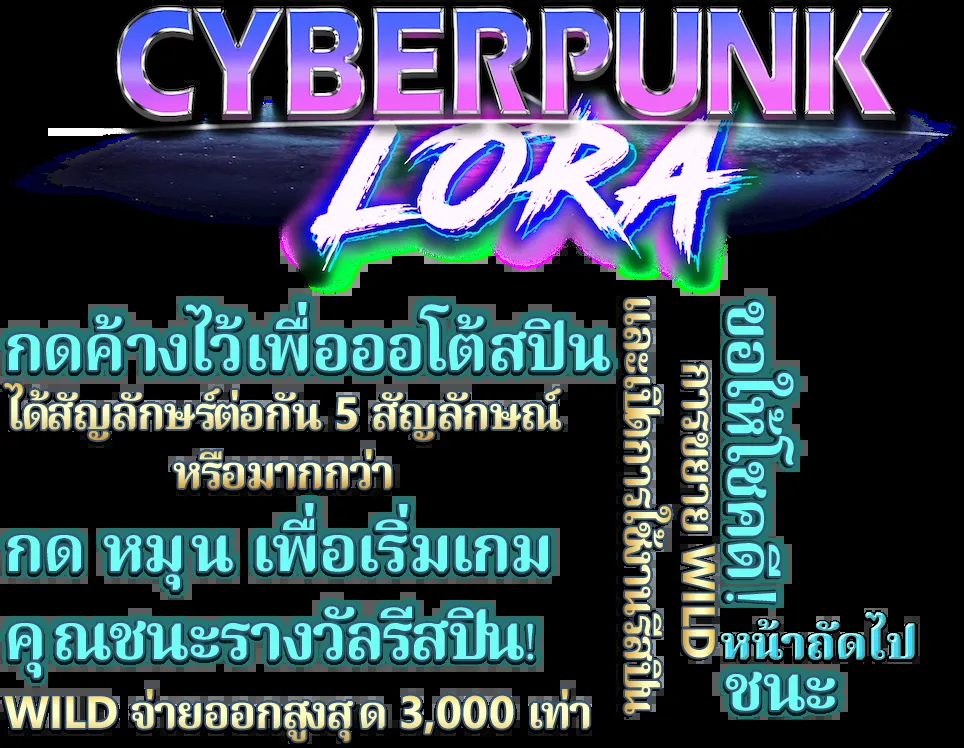 CYBERPUNK
LORA
กดค้างไว้เพื่อออโต้สปิน
ได้สัญลักษร์ต่อกัน 5 สัญลักษณ์
หรือมากกว่า
กด หมุน เพื่อเริ่มเกม
คุณชนะรางวัลรีสปิน!
WILD จ่ายออกสูงสุด 3,000 เท่า
และเปิดการใช้งานรีสปิน
การขยาย WILD
ขอให้โชคดี!
หน้าถัดไป
ชนะ